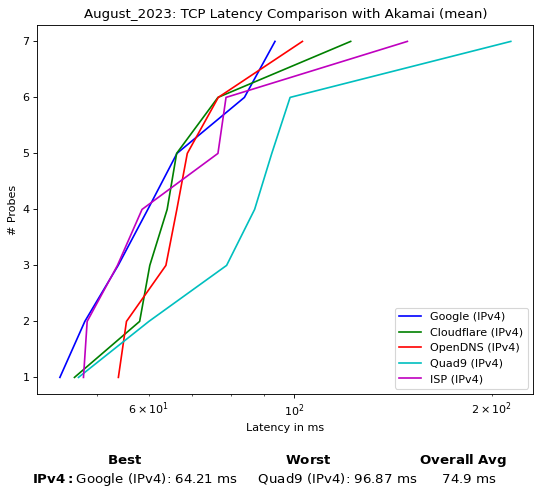 August_2023: TCP Latency Comparison with Akamai (mean)
7
6
5
4
3
2
1
# Probes
Google (IPv4)
Cloudflare (IPv4)
OpenDNS (IPv4)
Quad9 (IPv4)
ISP (IPv4)
6 × 10¹
10²
2 × 10²
Latency in ms
Best Worst Overall Avg
IPv4: Google (IPv4): 64.21 ms Quad9 (IPv4): 96.87 ms 74.9 ms